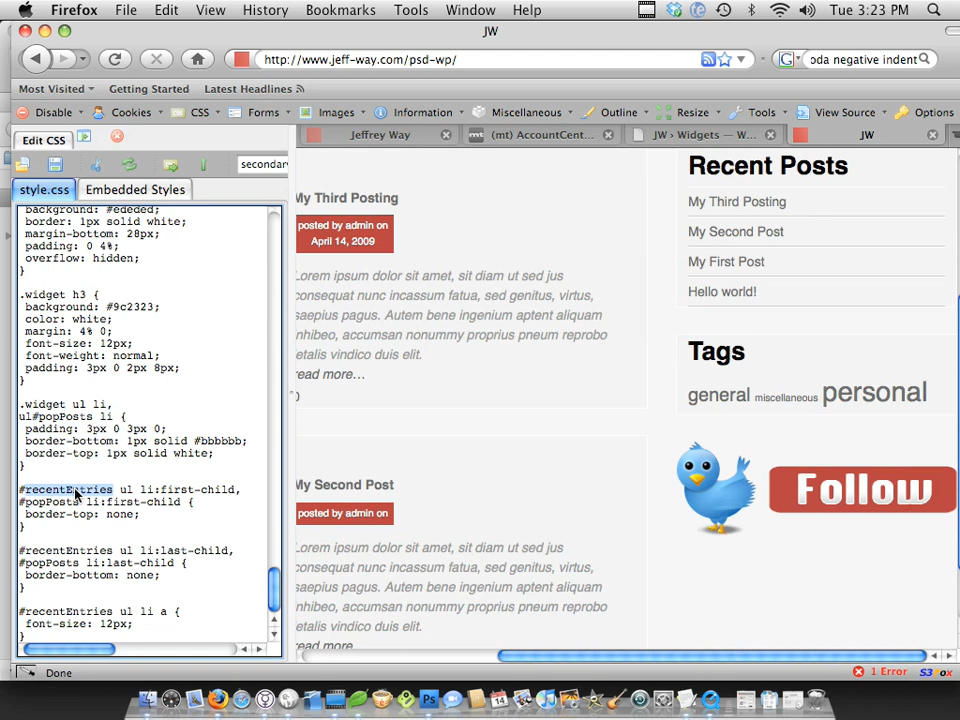 Firefox File Edit View History Bookmarks Tools Window Help Tue 3:23 PM
JW
http://www.jeff-way.com/psd-wp/
oda negative indent
Most Visited Getting Started Latest Headlines
Disable Cookies CSS Forms Images Information Miscellaneous Outline Resize Tools View Source Options
Edit CSS
Jeffrey Way (mt) AccountCent... JW › Widgets — W... JW
secondary
style.css Embedded Styles
background: #ededed;
border: 1px solid white;
margin-bottom: 28px;
padding: 0 4%;
overflow: hidden;
}
.widget h3 {
background: #9c2323;
color: white;
margin: 4% 0;
font-size: 12px;
font-weight: normal;
padding: 3px 0 2px 8px;
}
.widget ul li,
ul#popPosts li {
padding: 3px 0 3px 0;
border-bottom: 1px solid #bbbbbb;
border-top: 1px solid white;
}
#recentEntries ul li:first-child,
#popPosts li:first-child {
border-top: none;
}
#recentEntries ul li:last-child,
#popPosts li:last-child {
border-bottom: none;
}
#recentEntries ul li a {
font-size: 12px;
}
My Third Posting
posted by admin on
April 14, 2009
Lorem ipsum dolor sit amet, sit diam ut sed jus
consequat nunc incassum fatua, sed genitus, virtus,
saepius pagus. Autem bene ingenium aptent aliquam
inhibeo, accumsan nonummy proprius pneum reprobo
etalis vindico duis elit.
read more…
0
My Second Post
posted by admin on
Lorem ipsum dolor sit amet, sit diam ut sed jus
consequat nunc incassum fatua, sed genitus, virtus,
saepius pagus. Autem bene ingenium aptent aliquam
inhibeo, accumsan nonummy proprius pneum reprobo
etalis vindico duis elit.
read more…
Recent Posts
My Third Posting
My Second Post
My First Post
Hello world!
Tags
general miscellaneous personal
Follow
Done
1 Error S3Fox